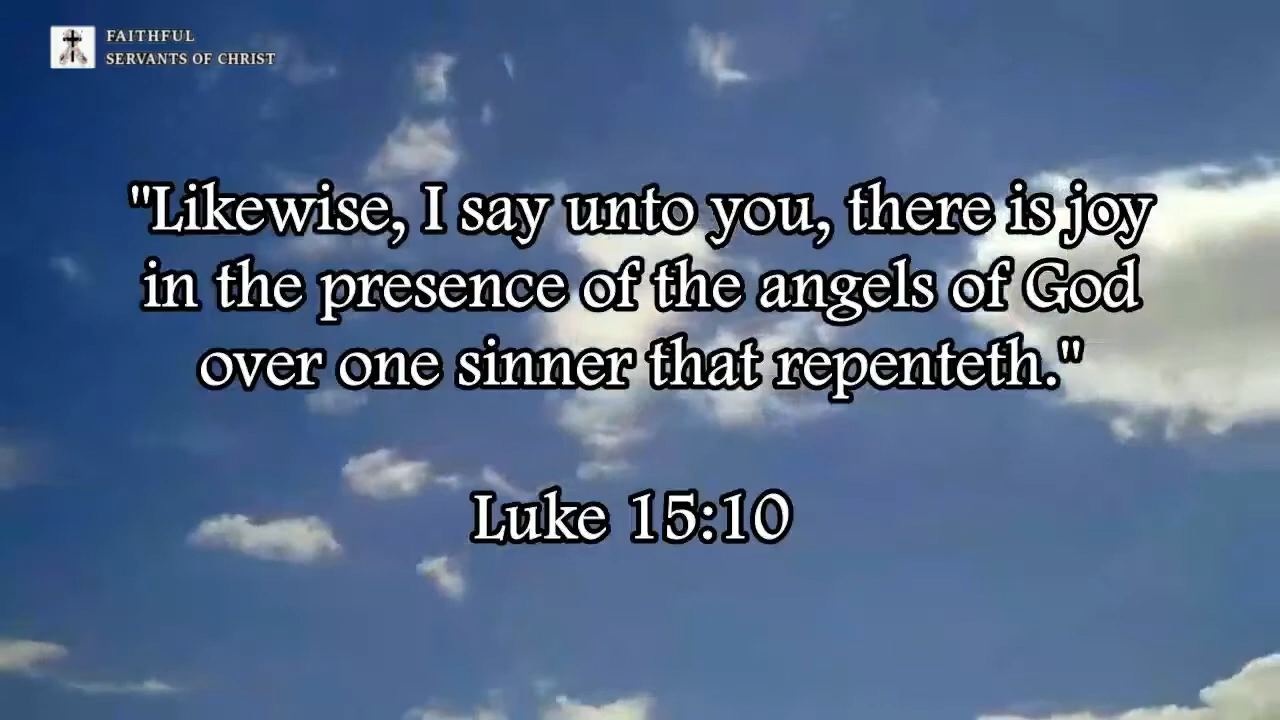 FAITHFUL
SERVANTS OF CHRIST
"Likewise, I say unto you, there is joy
in the presence of the angels of God
over one sinner that repenteth."
Luke 15:10